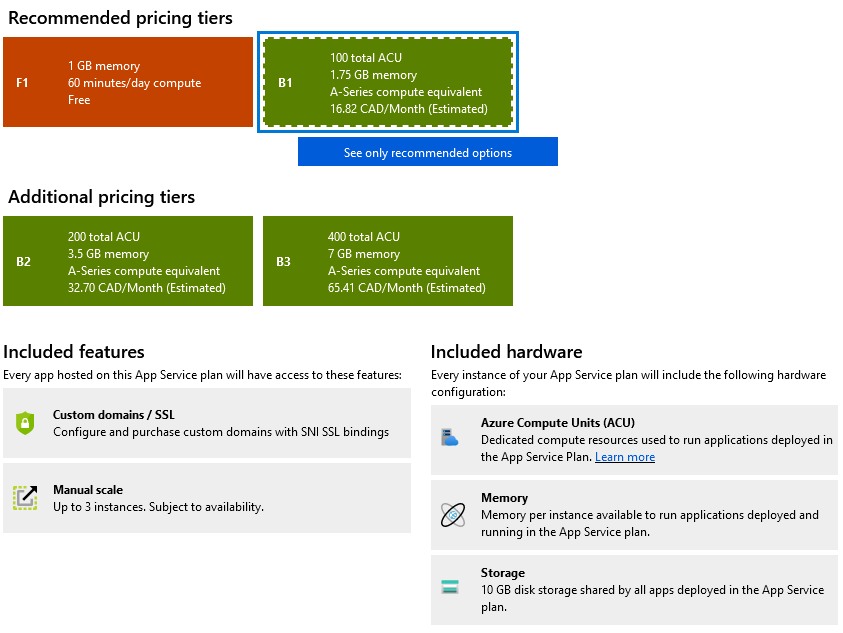 Recommended pricing tiers
F1
1 GB memory
60 minutes/day compute
Free
B1
100 total ACU
1.75 GB memory
A-Series compute equivalent
16.82 CAD/Month (Estimated)
See only recommended options
Additional pricing tiers
B2
200 total ACU
3.5 GB memory
A-Series compute equivalent
32.70 CAD/Month (Estimated)
B3
400 total ACU
7 GB memory
A-Series compute equivalent
65.41 CAD/Month (Estimated)
Included features
Every app hosted on this App Service plan will have access to these features:
Custom domains / SSL
Configure and purchase custom domains with SNI SSL bindings
Manual scale
Up to 3 instances. Subject to availability.
Included hardware
Every instance of your App Service plan will include the following hardware
configuration:
Azure Compute Units (ACU)
Dedicated compute resources used to run applications deployed in
the App Service Plan. Learn more
Memory
Memory per instance available to run applications deployed and
running in the App Service plan.
Storage
10 GB disk storage shared by all apps deployed in the App Service
plan.